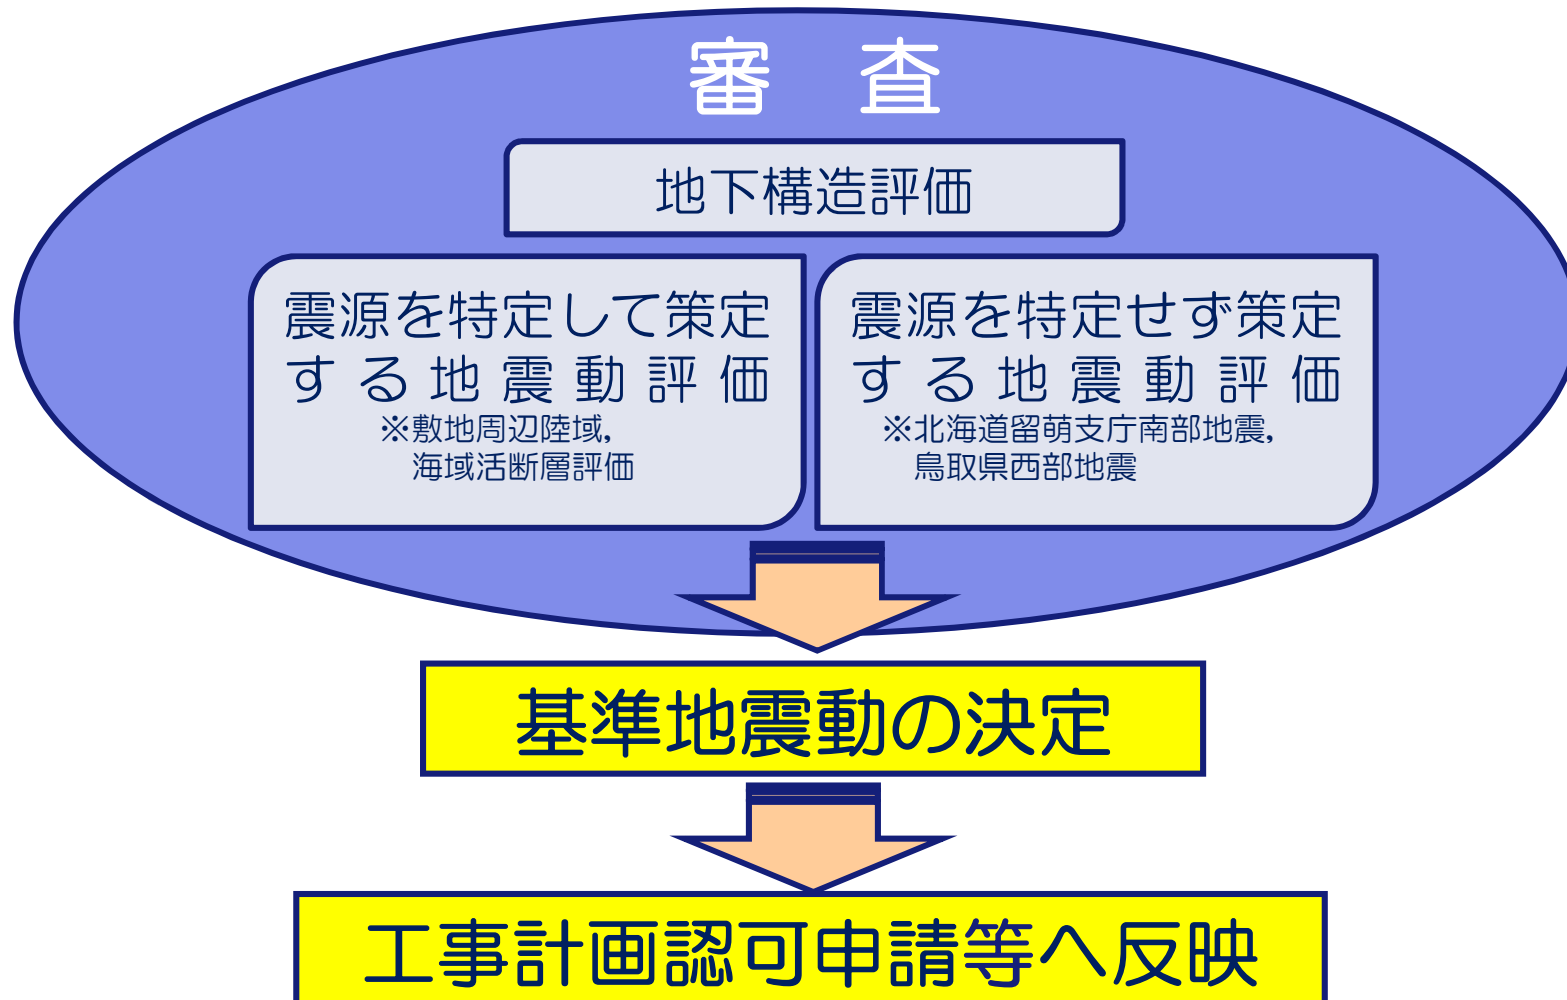 審　査
地下構造評価
震源を特定して策定
する地震動評価
※敷地周辺陸域,
海域活断層評価
震源を特定せず策定
する地震動評価
※北海道留萌支庁南部地震,
鳥取県西部地震
基準地震動の決定
工事計画認可申請等へ反映